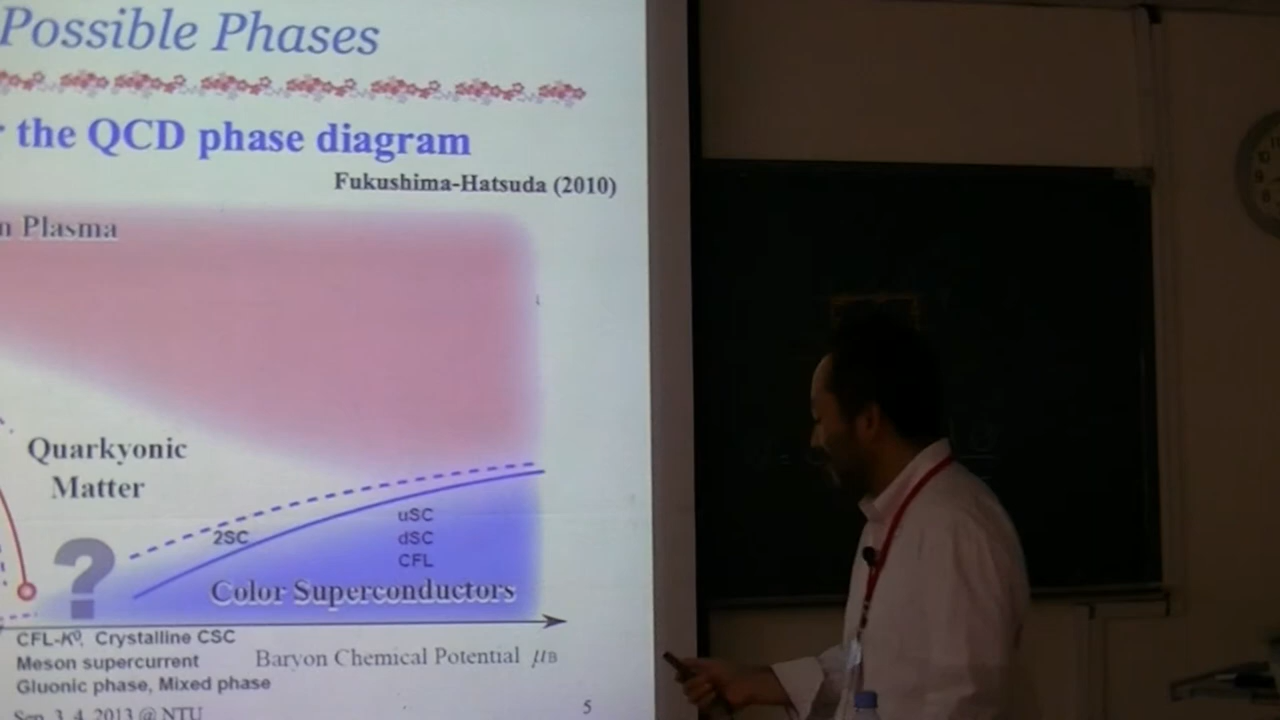 Possible Phases
the QCD phase diagram
Fukushima-Hatsuda (2010)
n Plasma
Quarkyonic
Matter
?
2SC
uSC
dSC
CFL
Color Superconductors
CFL-K⁰, Crystalline CSC
Meson supercurrent
Gluonic phase, Mixed phase
Baryon Chemical Potential μB
Sep. 3, 4, 2013 @ NTU
5